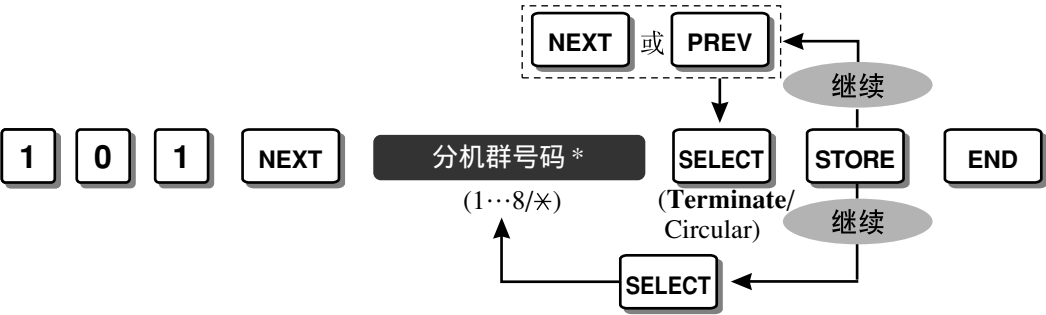 NEXT 或 PREV
继续
1 0 1 NEXT 分机群号码* SELECT STORE END
(1…8/✳) (Terminate/
Circular)
继续
SELECT